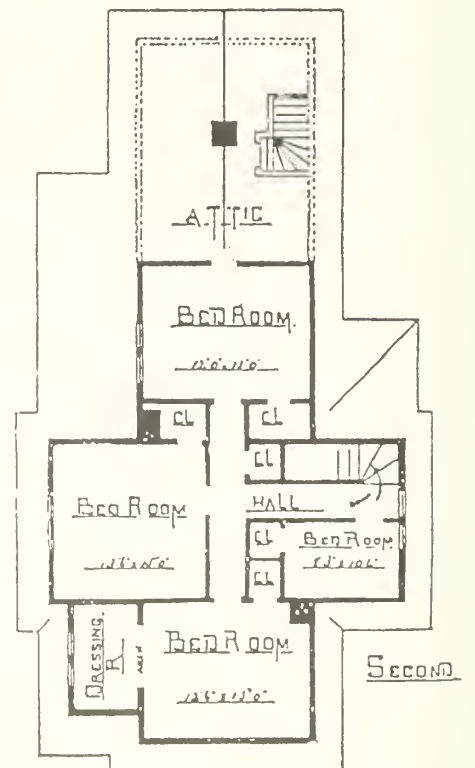 ATTIC
BED ROOM.
CL
CL
CL
HALL
BED ROOM
CL
BED ROOM
CL
DRESSING R
BED ROOM
SECOND